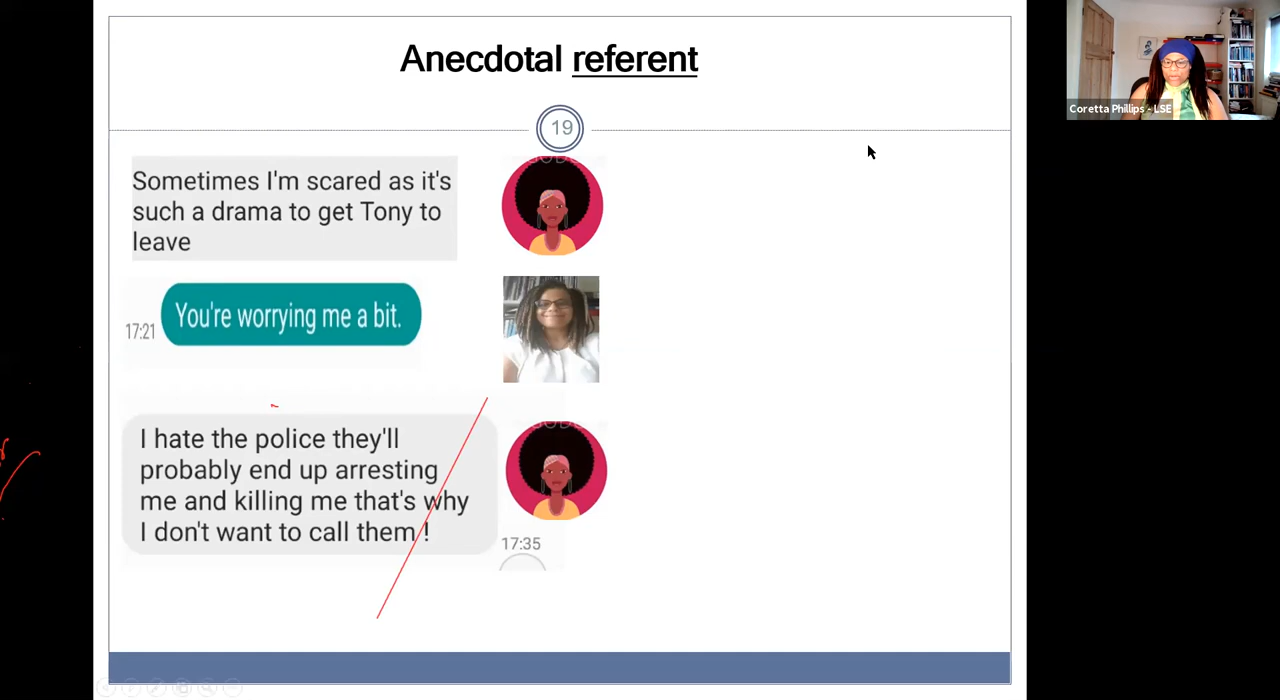 Anecdotal referent
Coretta Phillips - LSE
19
Sometimes I'm scared as it's
such a drama to get Tony to
leave
You're worrying me a bit.
17:21
I hate the police they'll
probably end up arresting
me and killing me that's why
I don't want to call them !
17:35